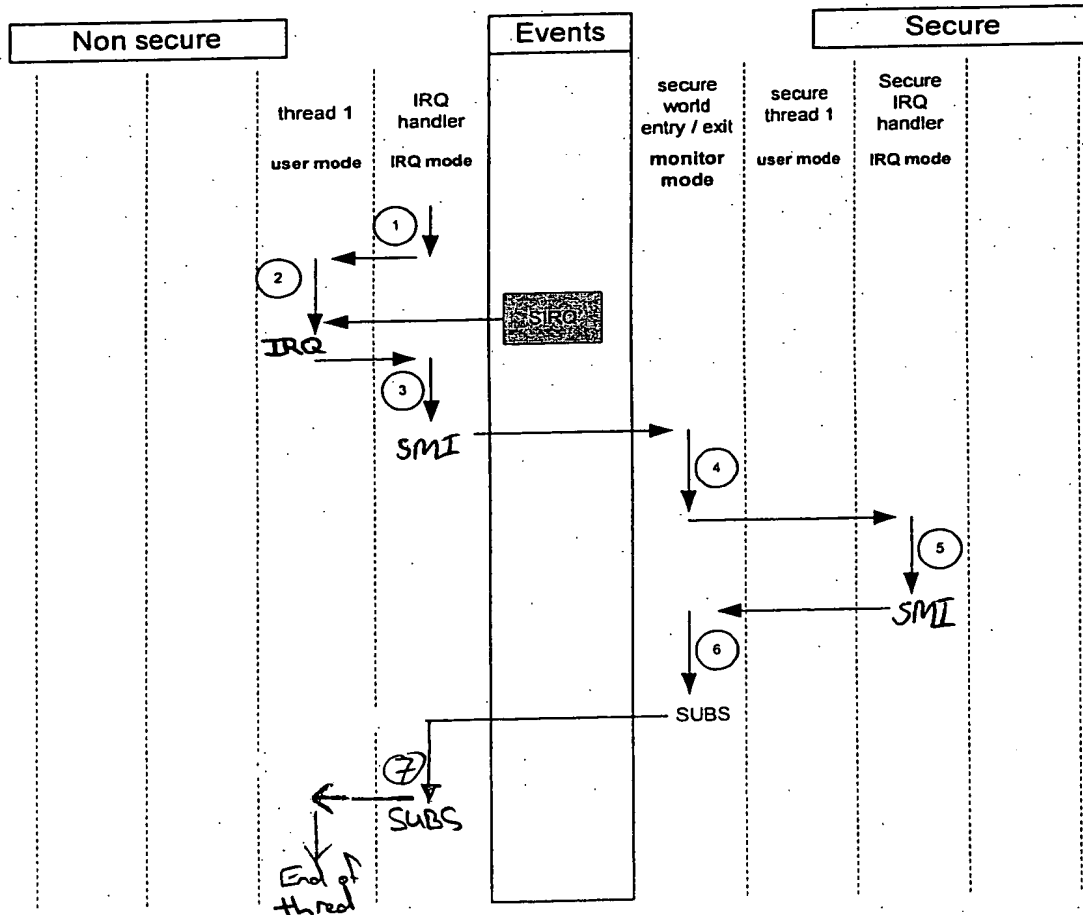 Non secure
Events
Secure
thread 1
user mode
IRQ
handler
IRQ mode
secure
world
entry / exit
monitor
mode
secure
thread 1
user mode
Secure
IRQ
handler
IRQ mode
1
2
SIRQ
IRQ
3
SMI
4
5
SMI
6
SUBS
7
SUBS
End of
thred